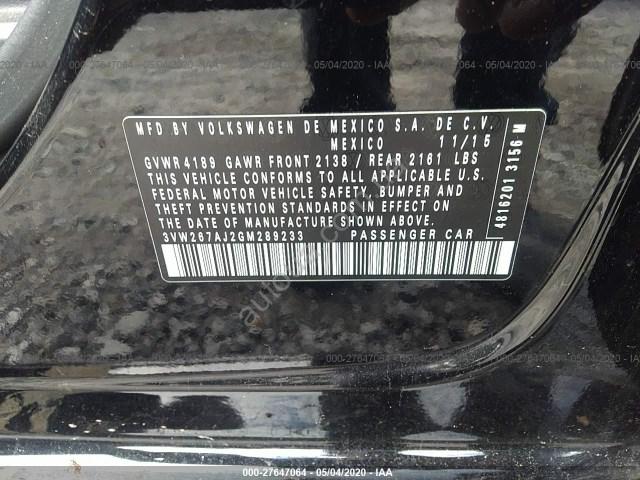 MFD BY VOLKSWAGEN DE MEXICO S.A. DE C.V.
MEXICO 11/15
GVWR 4189 GAWR FRONT 2138 / REAR 2161 LBS
THIS VEHICLE CONFORMS TO ALL APPLICABLE U.S.
FEDERAL MOTOR VEHICLE SAFETY, BUMPER AND
THEFT PREVENTION STANDARDS IN EFFECT ON
THE DATE OF MANUFACTURE SHOWN ABOVE.
3VW267AJ2GM289233 PASSENGER CAR
4816201 3156 M
000-27647064 - 05/04/2020 - IAA